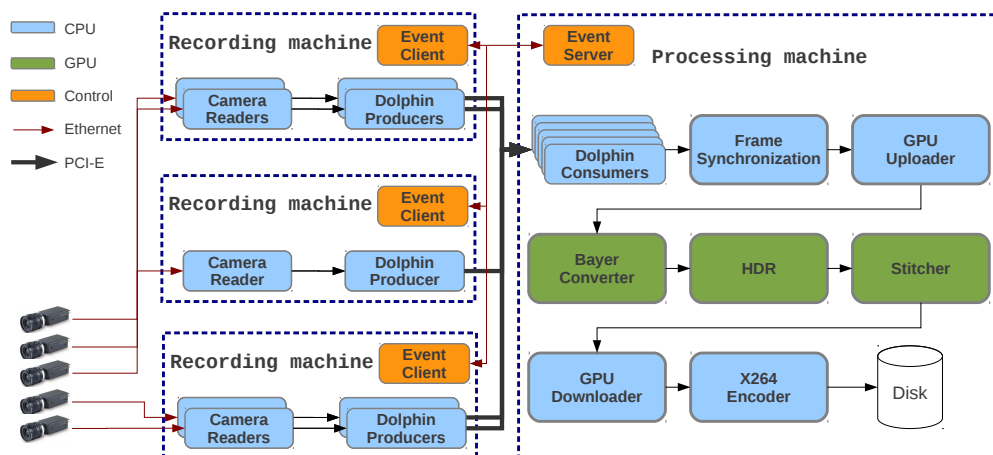 CPU
GPU
Control
Ethernet
PCI-E
Recording machine
Event
Client
Camera
Readers
Dolphin
Producers
Recording machine
Event
Client
Camera
Reader
Dolphin
Producer
Recording machine
Event
Client
Camera
Readers
Dolphin
Producers
Event
Server
Processing machine
Dolphin
Consumers
Frame
Synchronization
GPU
Uploader
Bayer
Converter
HDR
Stitcher
GPU
Downloader
X264
Encoder
Disk